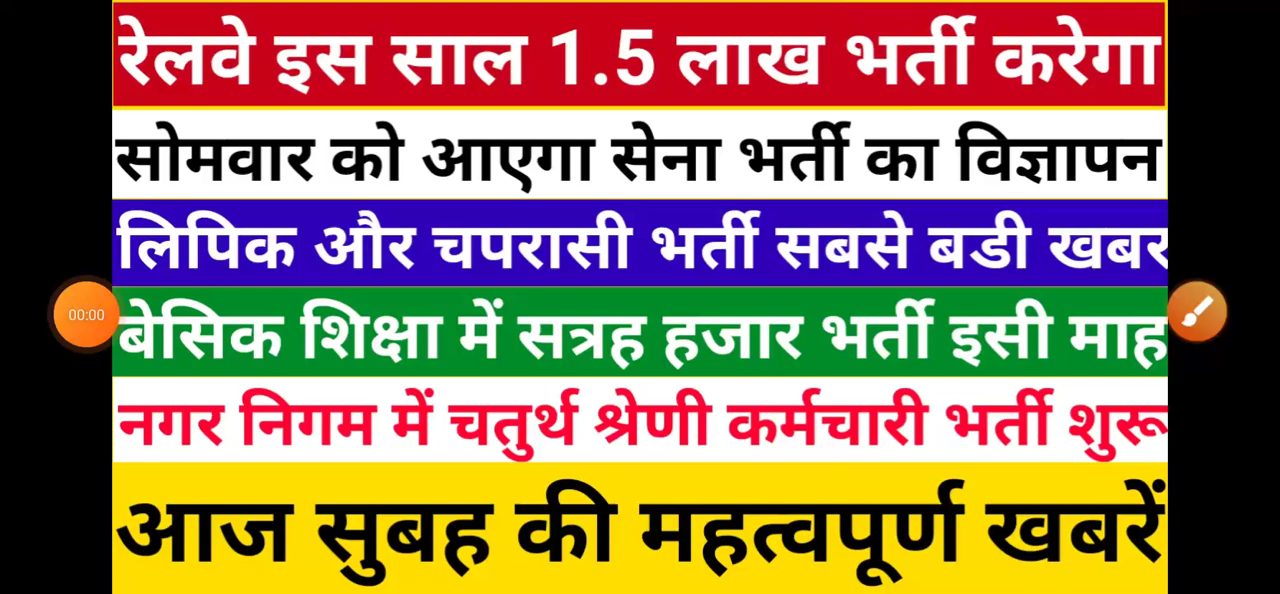 रेलवे इस साल 1.5 लाख भर्ती करेगा
सोमवार को आएगा सेना भर्ती का विज्ञापन
लिपिक और चपरासी भर्ती सबसे बडी खबर
00:00
बेसिक शिक्षा में सत्रह हजार भर्ती इसी माह
नगर निगम में चतुर्थ श्रेणी कर्मचारी भर्ती शुरू
आज सुबह की महत्वपूर्ण खबरें